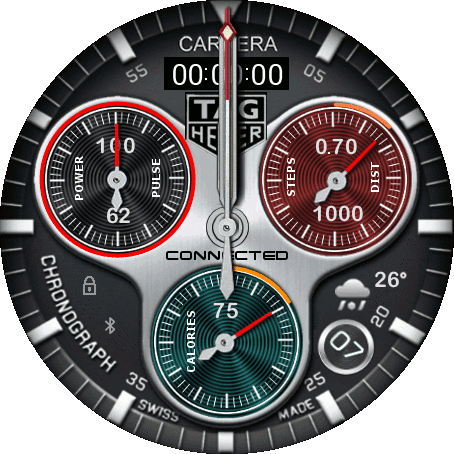 CARRERA
55
05
00:00:00
TAG
HEUER
100
POWER
PULSE
62
0.70
STEPS
DIST
1000
CONNECTED
75
CALORIES
CHRONOGRAPH
26°
20
07
35
25
SWISS
MADE